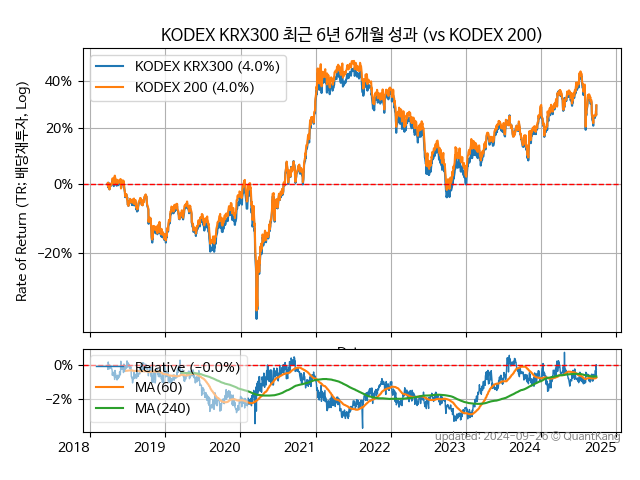 KODEX KRX300 최근 6년 6개월 성과 (vs KODEX 200)
Rate of Return (TR: 배당재투자, Log)
KODEX KRX300 (4.0%)
KODEX 200 (4.0%)
40%
20%
0%
−20%
Relative (−0.0%)
MA(60)
MA(240)
0%
−2%
updated: 2024-09-26 © QuantKang
2018 2019 2020 2021 2022 2023 2024 2025